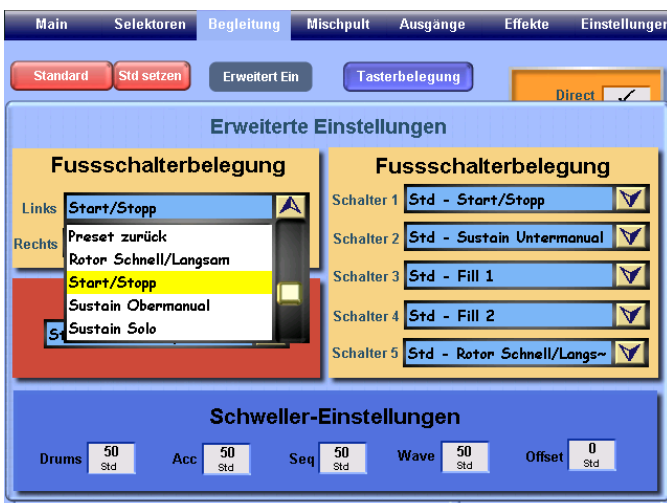 Main Selektoren Begleitung Mischpult Ausgänge Effekte Einstellungen
Standard Std setzen Erweitert Ein Tasterbelegung
Direct
Erweiterte Einstellungen
Fussschalterbelegung
Links Start/Stopp
Rechts
Preset zurück
Rotor Schnell/Langsam
Start/Stopp
Sustain Obermanual
Sustain Solo
Fussschalterbelegung
Schalter 1 Std - Start/Stopp
Schalter 2 Std - Sustain Untermanual
Schalter 3 Std - Fill 1
Schalter 4 Std - Fill 2
Schalter 5 Std - Rotor Schnell/Langs~
Schweller-Einstellungen
Drums 50 Std Acc 50 Std Seq 50 Std Wave 50 Std Offset 0 Std